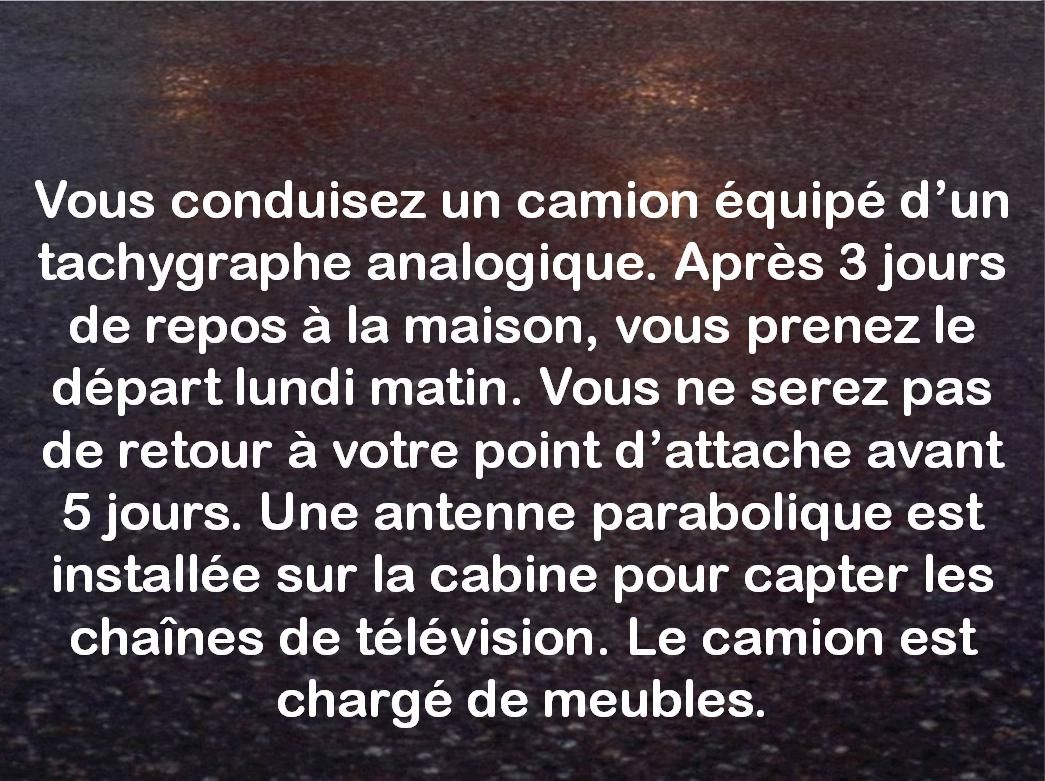 Vous conduisez un camion équipé d’un
tachygraphe analogique. Après 3 jours
de repos à la maison, vous prenez le
départ lundi matin. Vous ne serez pas
de retour à votre point d’attache avant
5 jours. Une antenne parabolique est
installée sur la cabine pour capter les
chaînes de télévision. Le camion est
chargé de meubles.